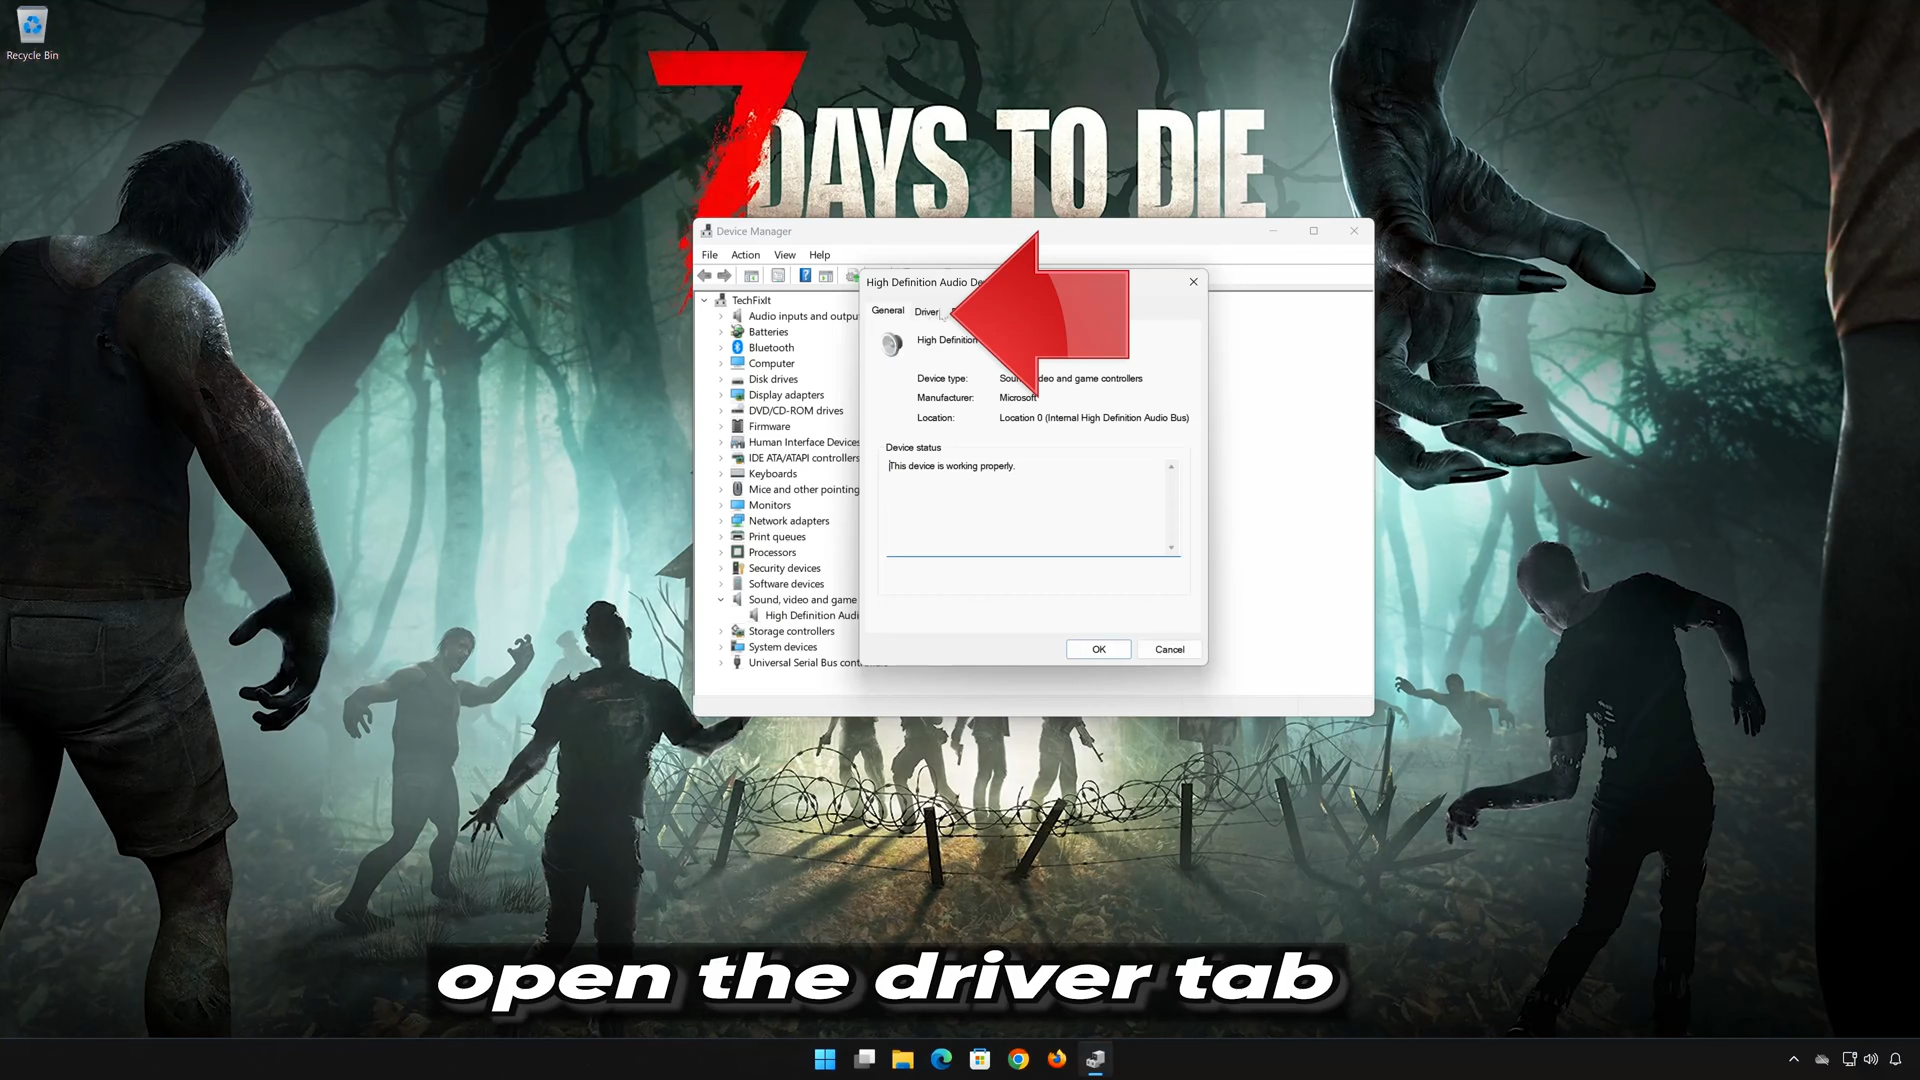 Recycle Bin
7 DAYS TO DIE
Device Manager
File Action View Help
High Definition Audio De
General Driver
High Definition
Device type: Sound, video and game controllers
Manufacturer: Microsoft
Location: Location 0 (Internal High Definition Audio Bus)
Device status
This device is working properly.
OK Cancel
TechFixIt
Audio inputs and outpu
Batteries
Bluetooth
Computer
Disk drives
Display adapters
DVD/CD-ROM drives
Firmware
Human Interface Devices
IDE ATA/ATAPI controllers
Keyboards
Mice and other pointing
Monitors
Network adapters
Print queues
Processors
Security devices
Software devices
Sound, video and game
High Definition Audi
Storage controllers
System devices
Universal Serial Bus cont
open the driver tab